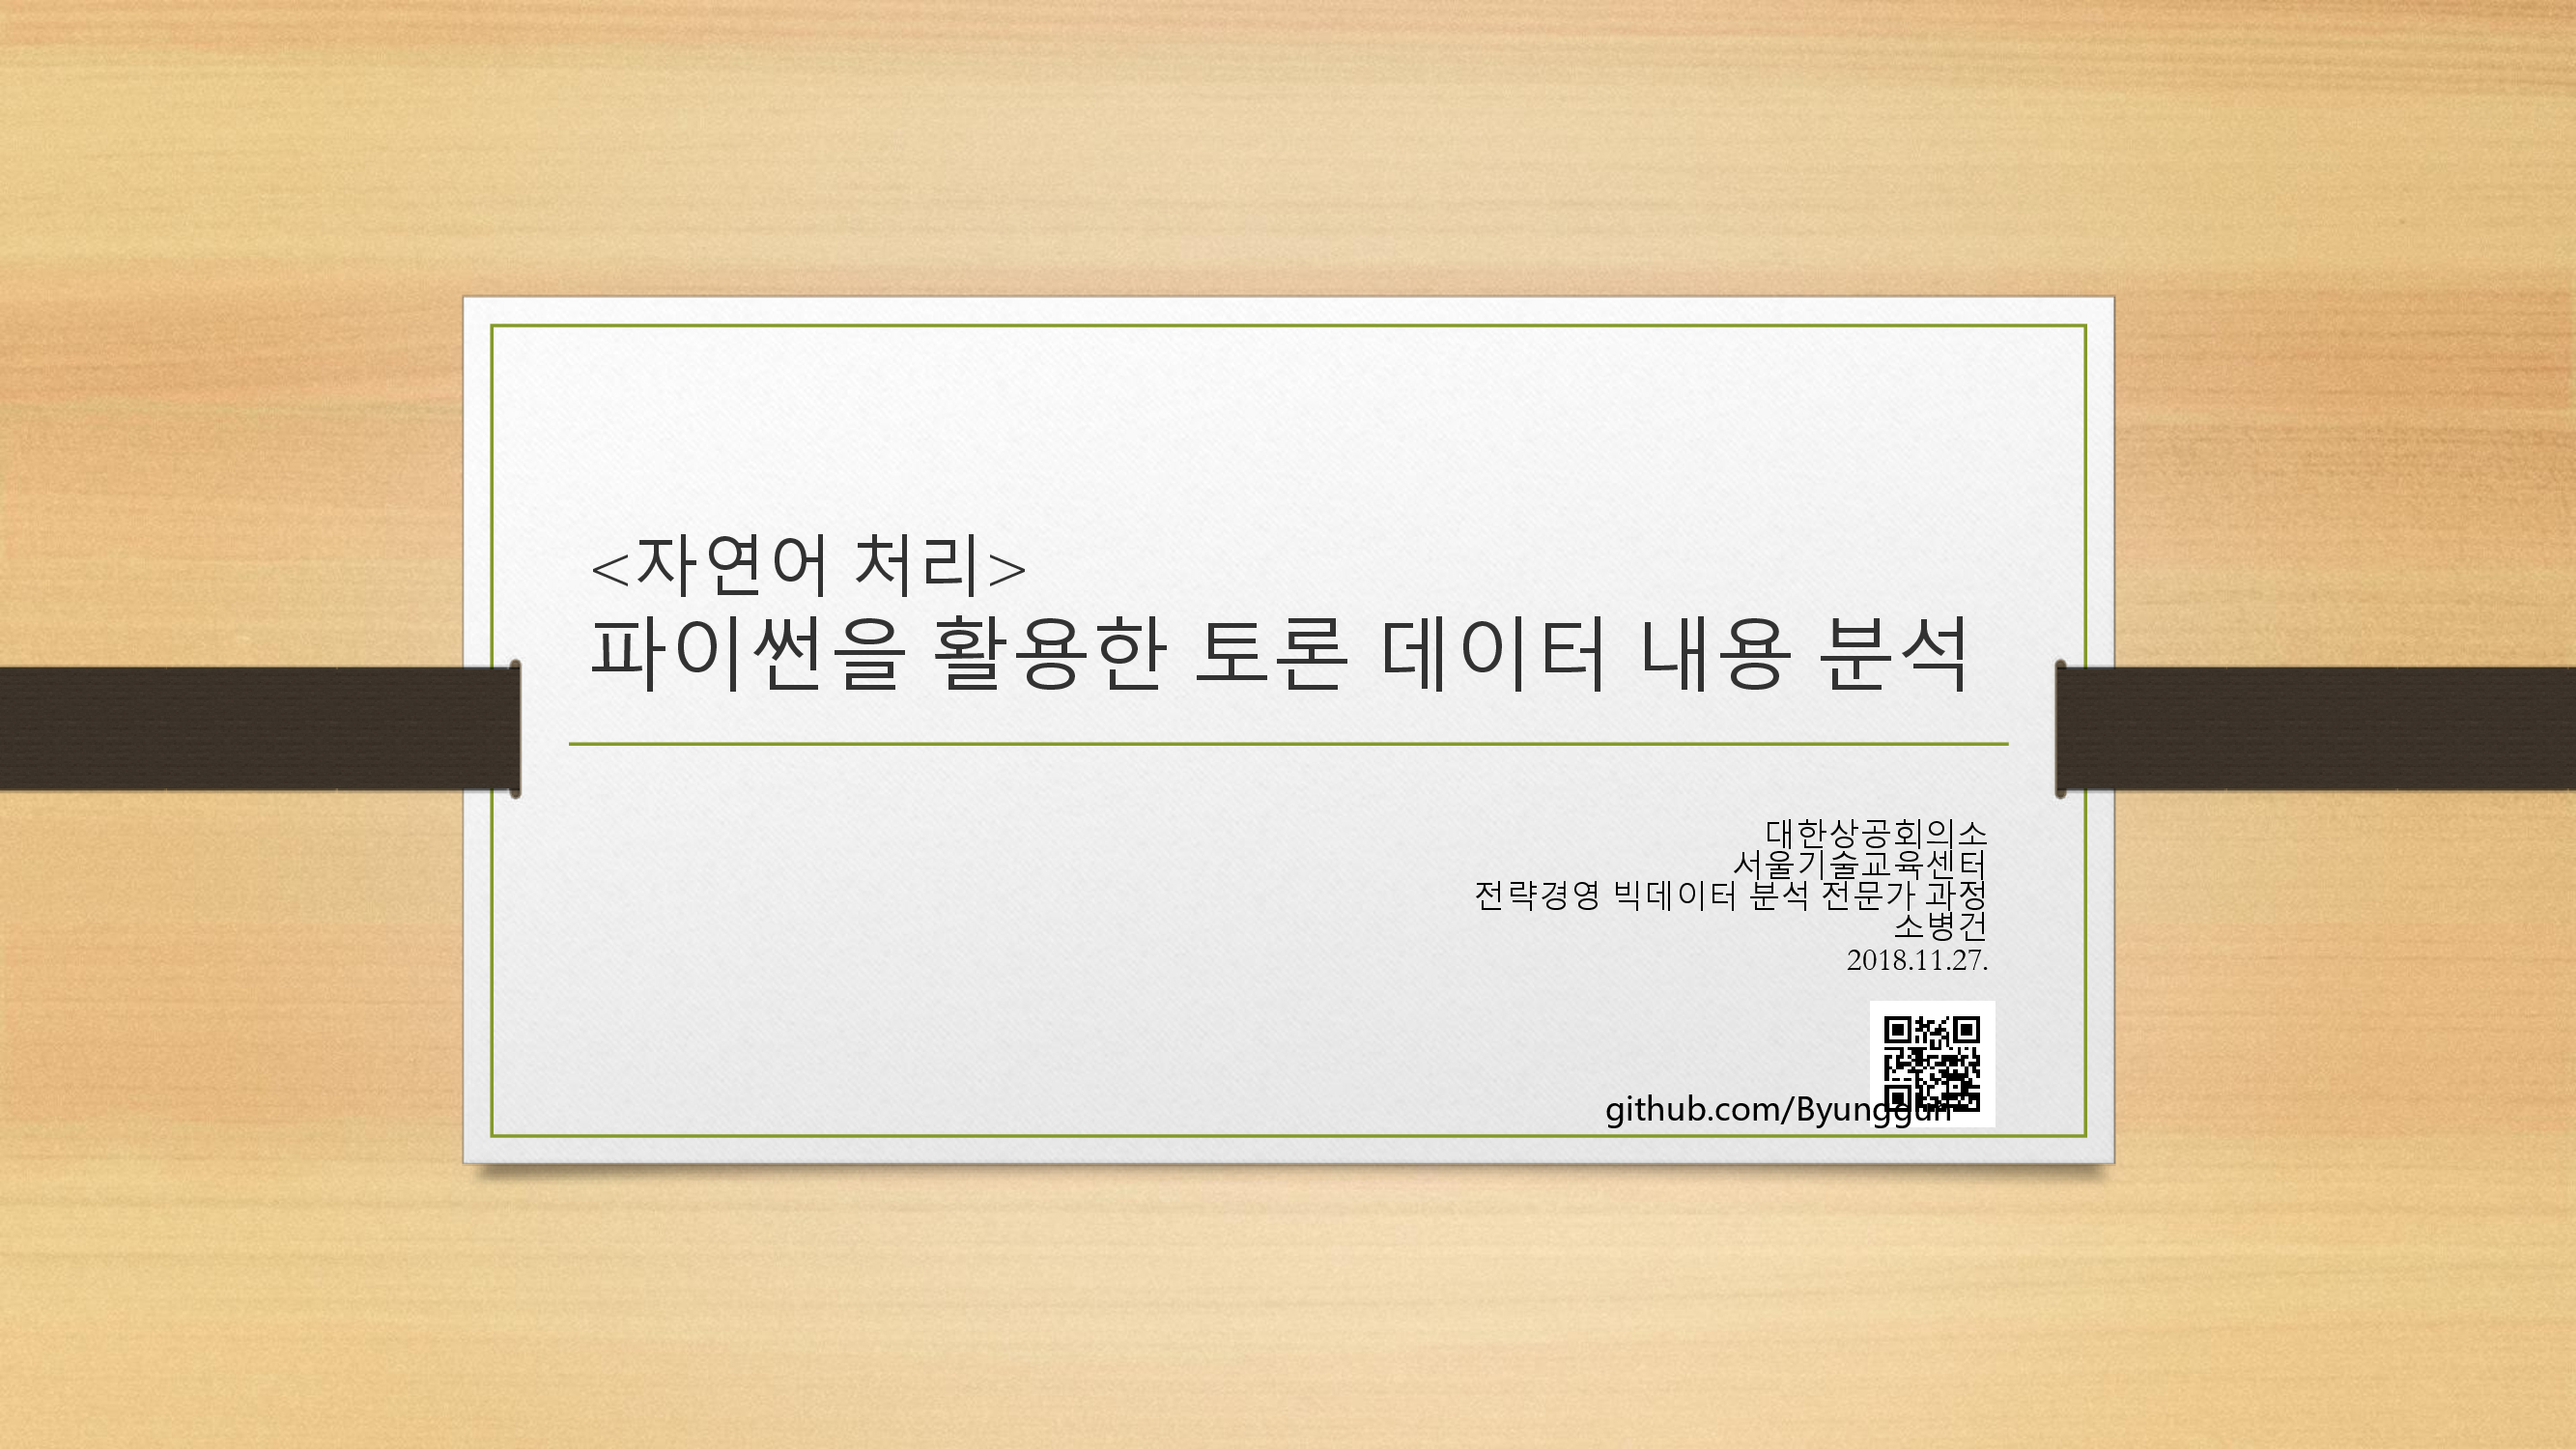 <자연어 처리>
파이썬을 활용한 토론 데이터 내용 분석
대한상공회의소
서울기술교육센터
전략경영 빅데이터 분석 전문가 과정
소병건
2018.11.27.
github.com/Byunggun